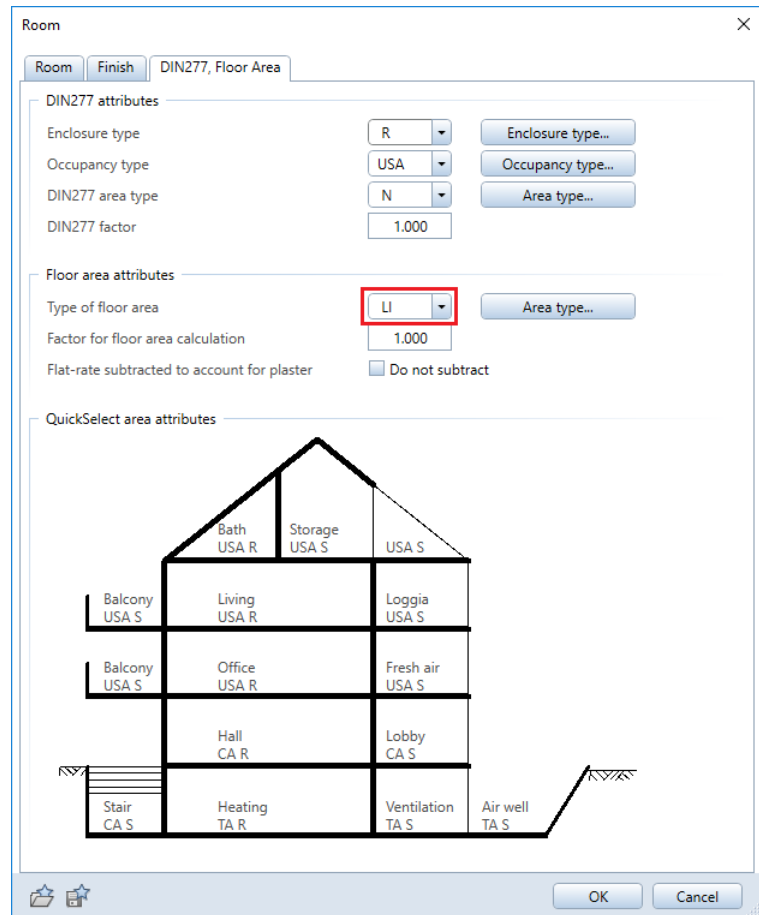 Room
Room Finish DIN277, Floor Area
DIN277 attributes
Enclosure type R Enclosure type...
Occupancy type USA Occupancy type...
DIN277 area type N Area type...
DIN277 factor 1.000
Floor area attributes
Type of floor area LI Area type...
Factor for floor area calculation 1.000
Flat-rate subtracted to account for plaster Do not subtract
QuickSelect area attributes
Bath Storage
USA R USA S USA S
Balcony Living Loggia
USA S USA R USA S
Balcony Office Fresh air
USA S USA R USA S
Hall Lobby
CA R CA S
Stair Heating Ventilation Air well
CA S TA R TA S TA S
OK Cancel